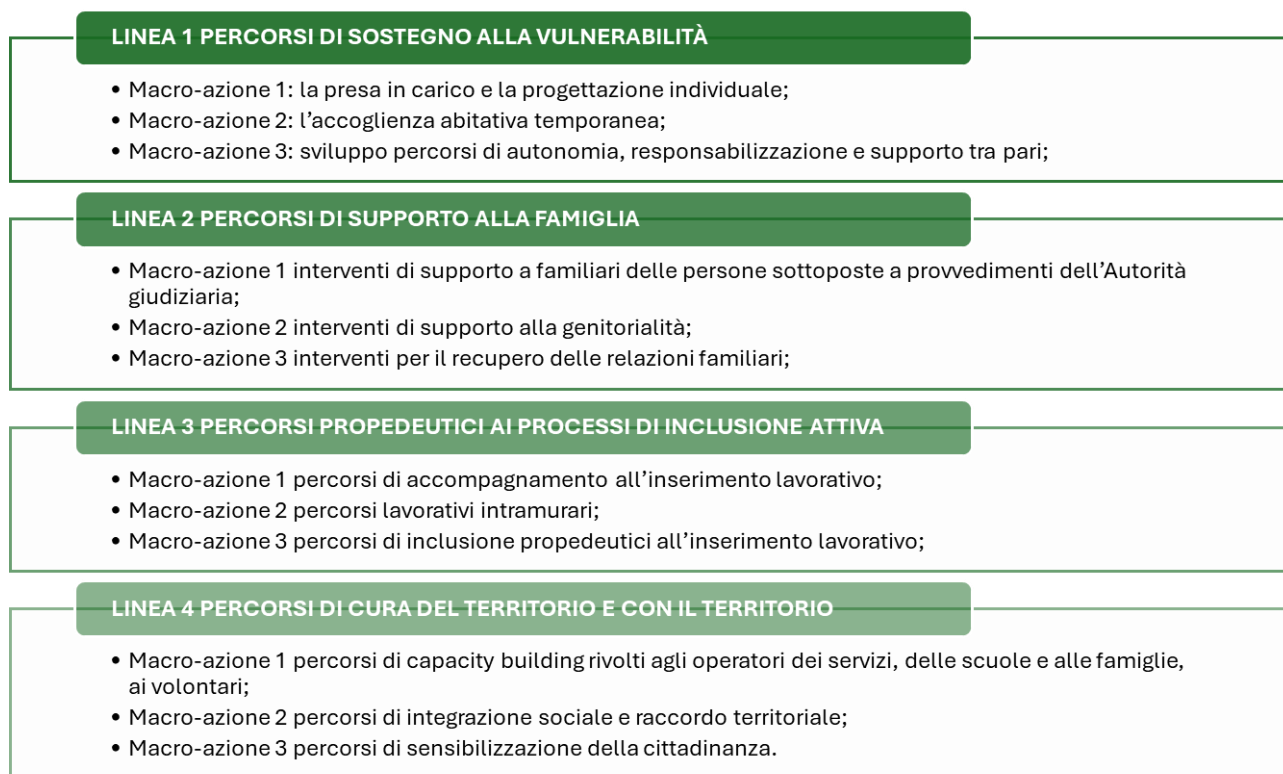 LINEA 1 PERCORSI DI SOSTEGNO ALLA VULNERABILITÀ
• Macro-azione 1: la presa in carico e la progettazione individuale;
• Macro-azione 2: l’accoglienza abitativa temporanea;
• Macro-azione 3: sviluppo percorsi di autonomia, responsabilizzazione e supporto tra pari;
LINEA 2 PERCORSI DI SUPPORTO ALLA FAMIGLIA
• Macro-azione 1 interventi di supporto a familiari delle persone sottoposte a provvedimenti dell’Autorità
giudiziaria;
• Macro-azione 2 interventi di supporto alla genitorialità;
• Macro-azione 3 interventi per il recupero delle relazioni familiari;
LINEA 3 PERCORSI PROPEDEUTICI AI PROCESSI DI INCLUSIONE ATTIVA
• Macro-azione 1 percorsi di accompagnamento all’inserimento lavorativo;
• Macro-azione 2 percorsi lavorativi intramurari;
• Macro-azione 3 percorsi di inclusione propedeutici all’inserimento lavorativo;
LINEA 4 PERCORSI DI CURA DEL TERRITORIO E CON IL TERRITORIO
• Macro-azione 1 percorsi di capacity building rivolti agli operatori dei servizi, delle scuole e alle famiglie,
ai volontari;
• Macro-azione 2 percorsi di integrazione sociale e raccordo territoriale;
• Macro-azione 3 percorsi di sensibilizzazione della cittadinanza.